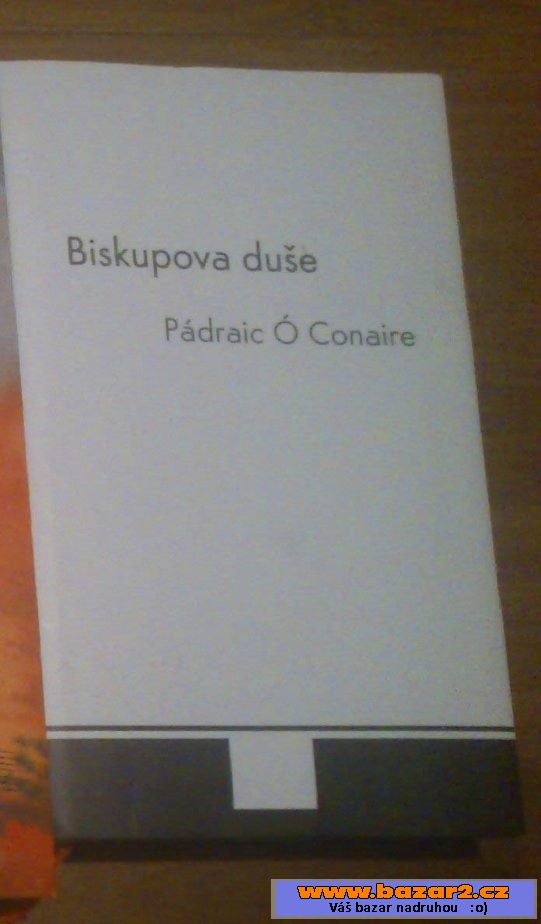 Biskupova duše
Pádraic Ó Conaire
www.bazar2.cz
Váš bazar nadruhou :o)